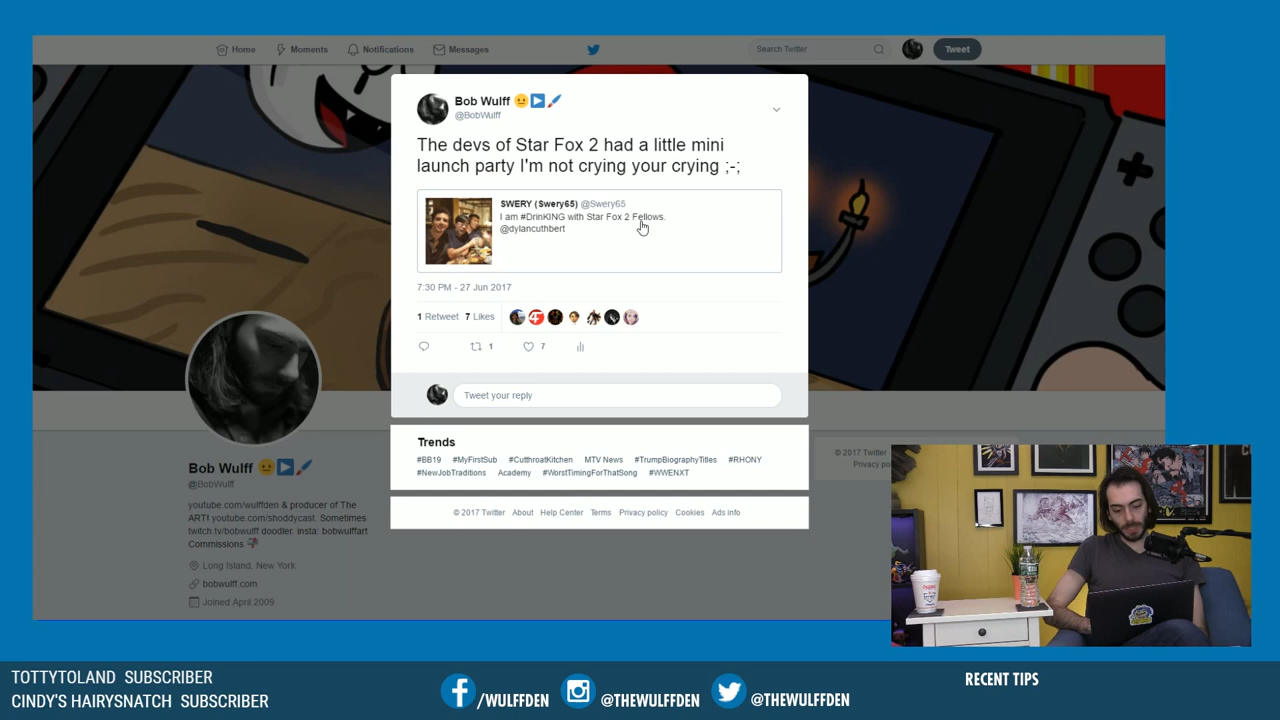 Home Moments Notifications Messages Search Twitter Tweet
Bob Wulff
@BobWulff
The devs of Star Fox 2 had a little mini
launch party I'm not crying your crying ;-;
SWERY (Swery65) @Swery65
I am #DrinKING with Star Fox 2 Fellows.
@dylancuthbert
7:30 PM - 27 Jun 2017
1 Retweet 7 Likes
1 7
Tweet your reply
Trends
#BB19 #MyFirstSub #CutthroatKitchen MTV News #TrumpBiographyTitles #RHONY
#NewJobTraditions Academy #WorstTimingForThatSong #WWENXT
© 2017 Twitter About Help Center Terms Privacy policy Cookies Ads info
Bob Wulff
@BobWulff
youtube.com/wulffden & producer of The
ART! youtube.com/shoddycast. Sometimes
twitch.tv/bobwulff doodler. insta: bobwulffart
Commissions
Long Island, New York
bobwulff.com
Joined April 2009
© 2017 Twitter
Privacy po
TOTTYTOLAND SUBSCRIBER
CINDY'S HAIRYSNATCH SUBSCRIBER
/WULFFDEN @THEWULFFDEN @THEWULFFDEN
RECENT TIPS